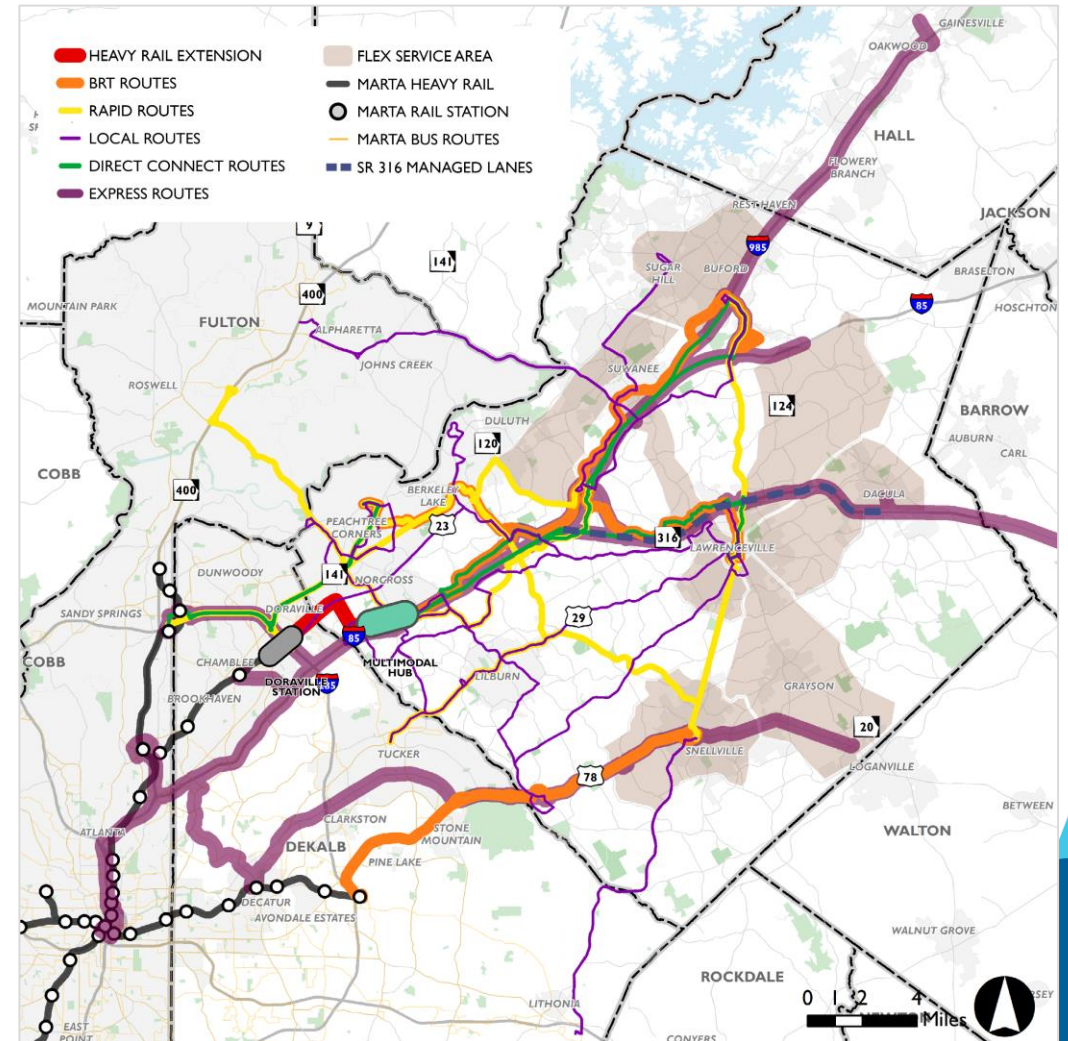 HEAVY RAIL EXTENSION
BRT ROUTES
RAPID ROUTES
LOCAL ROUTES
DIRECT CONNECT ROUTES
EXPRESS ROUTES
FLEX SERVICE AREA
MARTA HEAVY RAIL
MARTA RAIL STATION
MARTA BUS ROUTES
SR 316 MANAGED LANES
GAINESVILLE
OAKWOOD
HALL
FLOWERY
BRANCH
REST HAVEN
JACKSON
9
141
985
SUGAR
HILL
BUFORD
BRASELTON
400
85
HOSCHTON
MOUNTAIN PARK
FULTON
ALPHARETTA
JOHNS CREEK
ROSWELL
SUWANEE
124
BARROW
DULUTH
120
AUBURN
CARL
COBB
400
BERKELEY
LAKE
DACULA
PEACHTREE
CORNERS
23
316
LAWRENCEVILLE
DUNWOODY
141
NORCROSS
SANDY SPRINGS
DORAVILLE
29
85
COBB
CHAMBLEE
MULTIMODAL
HUB
DORAVILLE
STATION
LILBURN
GRAYSON
BROOKHAVEN
20
TUCKER
SNELLVILLE
78
LOGANVILLE
BETWEEN
ATLANTA
CLARKSTON
STONE
MOUNTAIN
WALTON
DEKALB
PINE LAKE
DECATUR
AVONDALE ESTATES
WALNUT GROVE
ROCKDALE
LITHONIA
0 1 2 4
Miles
EAST
POINT
CONYERS